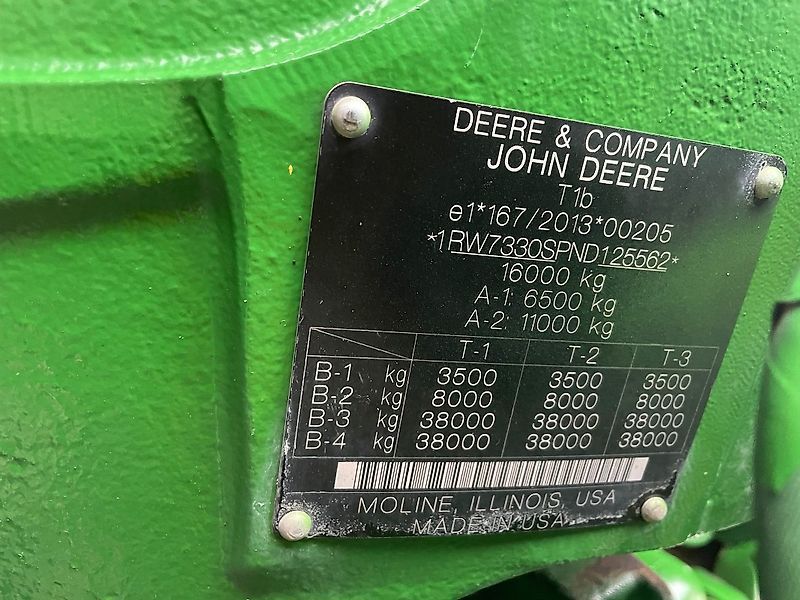 DEERE & COMPANY
JOHN DEERE
T1b
e1*167/2013*00205
*1RW7330SPND125562*
16000 kg
A-1: 6500 kg
A-2: 11000 kg
T-1 T-2 T-3
B-1 kg 3500 3500 3500
B-2 kg 8000 8000 8000
B-3 kg 38000 38000 38000
B-4 kg 38000 38000 38000
MOLINE, ILLINOIS, USA
MADE IN USA